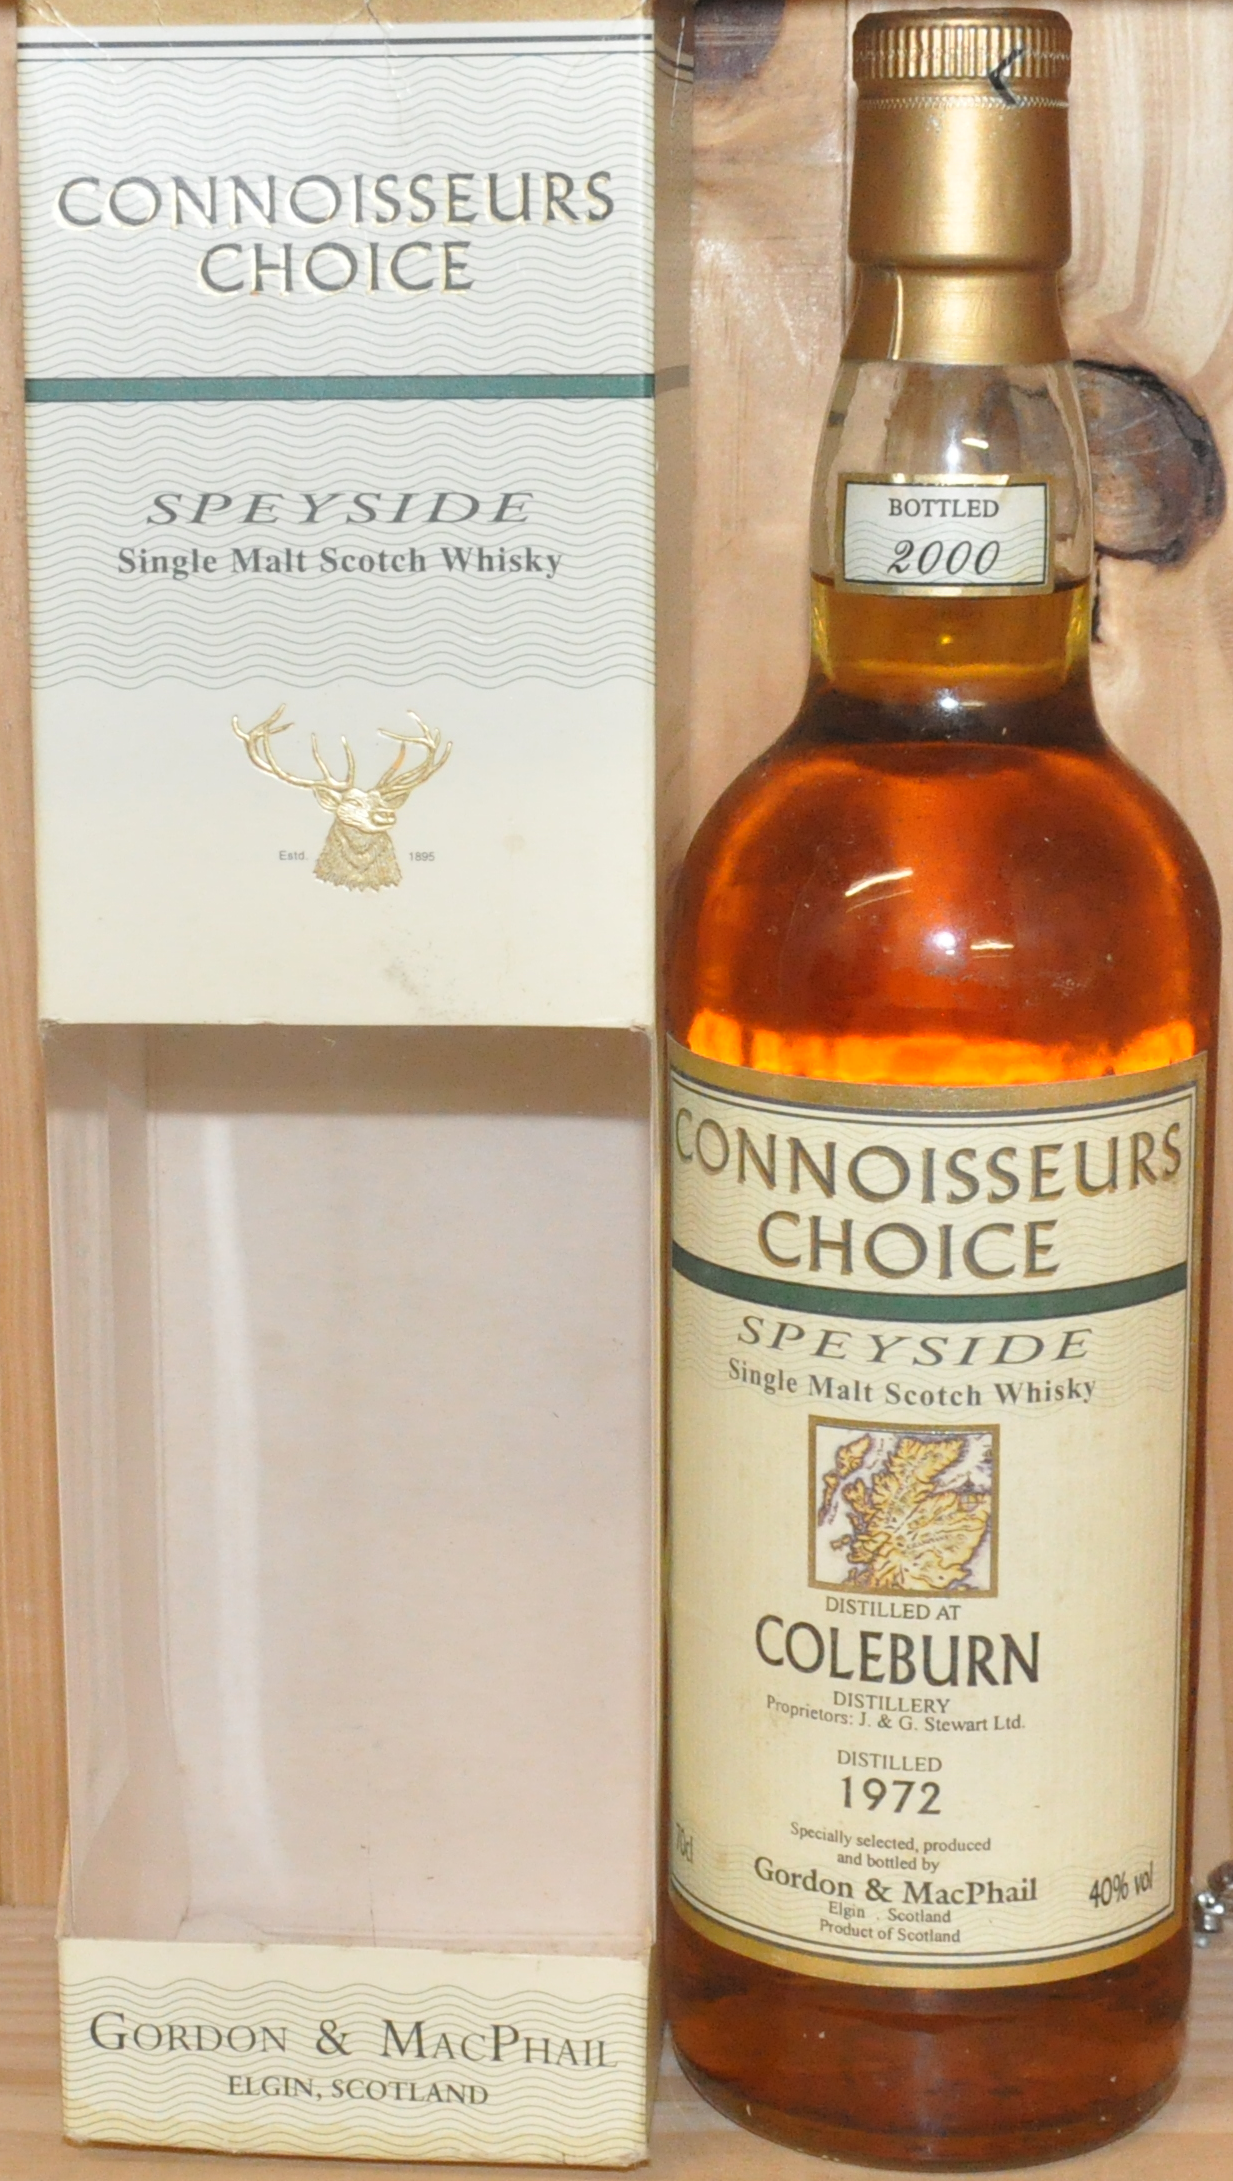 CONNOISSEURS
CHOICE
SPEYSIDE
Single Malt Scotch Whisky
Estd. 1895
GORDON & MACPHAIL
ELGIN, SCOTLAND
BOTTLED
2000
CONNOISSEURS
CHOICE
SPEYSIDE
Single Malt Scotch Whisky
DISTILLED AT
COLEBURN
DISTILLERY
Proprietors: J. & G. Stewart Ltd.
DISTILLED
1972
Specially selected, produced
and bottled by
Gordon & MacPhail
Elgin . Scotland
Product of Scotland
70cl
40% vol